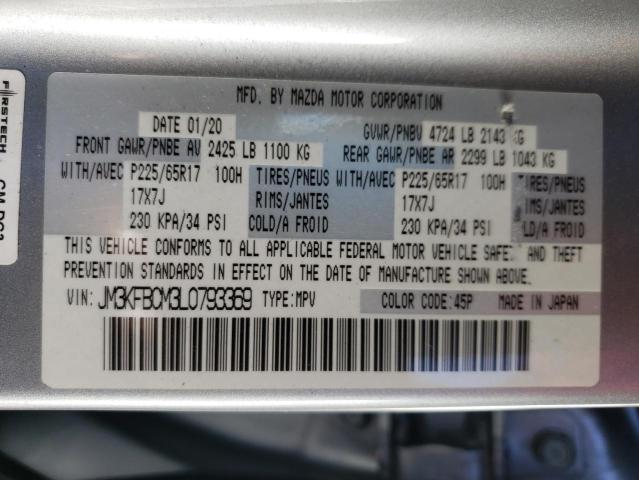 MFD. BY MAZDA MOTOR CORPORATION
DATE 01/20 GVWR/PNBV 4724 LB 2143 KG
FRONT GAWR/PNBE AV 2425 LB 1100 KG REAR GAWR/PNBE AR 2299 LB 1043 KG
WITH/AVEC P225/65R17 100H TIRES/PNEUS WITH/AVEC P225/65R17 100H TIRES/PNEUS
17X7J RIMS/JANTES 17X7J RIMS/JANTES
230 KPA/34 PSI COLD/A FROID 230 KPA/34 PSI COLD/A FROID
THIS VEHICLE CONFORMS TO ALL APPLICABLE FEDERAL MOTOR VEHICLE SAFE AND THEFT
PREVENTION STANDARDS IN EFFECT ON THE DATE OF MANUFACTURE SHOWN ABOVE.
VIN: JM3KFBCM3L0793369 TYPE:MPV COLOR CODE:45P MADE IN JAPAN
FIRSTECH